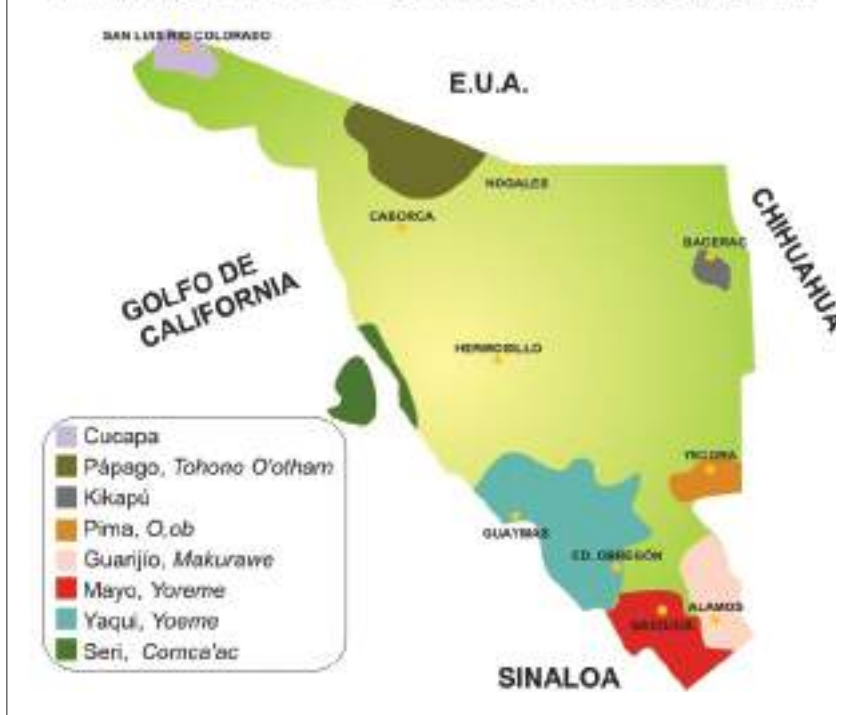 SAN LUIS RIO COLORADO
E.U.A.
NOGALES
CABORCA
BACERAC
CHIHUAHUA
GOLFO DE
CALIFORNIA
HERMOSILLO
Cucapa
Pápago, Tohono O'otham
Kikapú
Pima, O,ob
Guarijío, Makurawe
Mayo, Yoreme
Yaqui, Yoeme
Seri, Comca'ac
YECORA
GUAYMAS
CD. OBREGÓN
ALAMOS
SINALOA